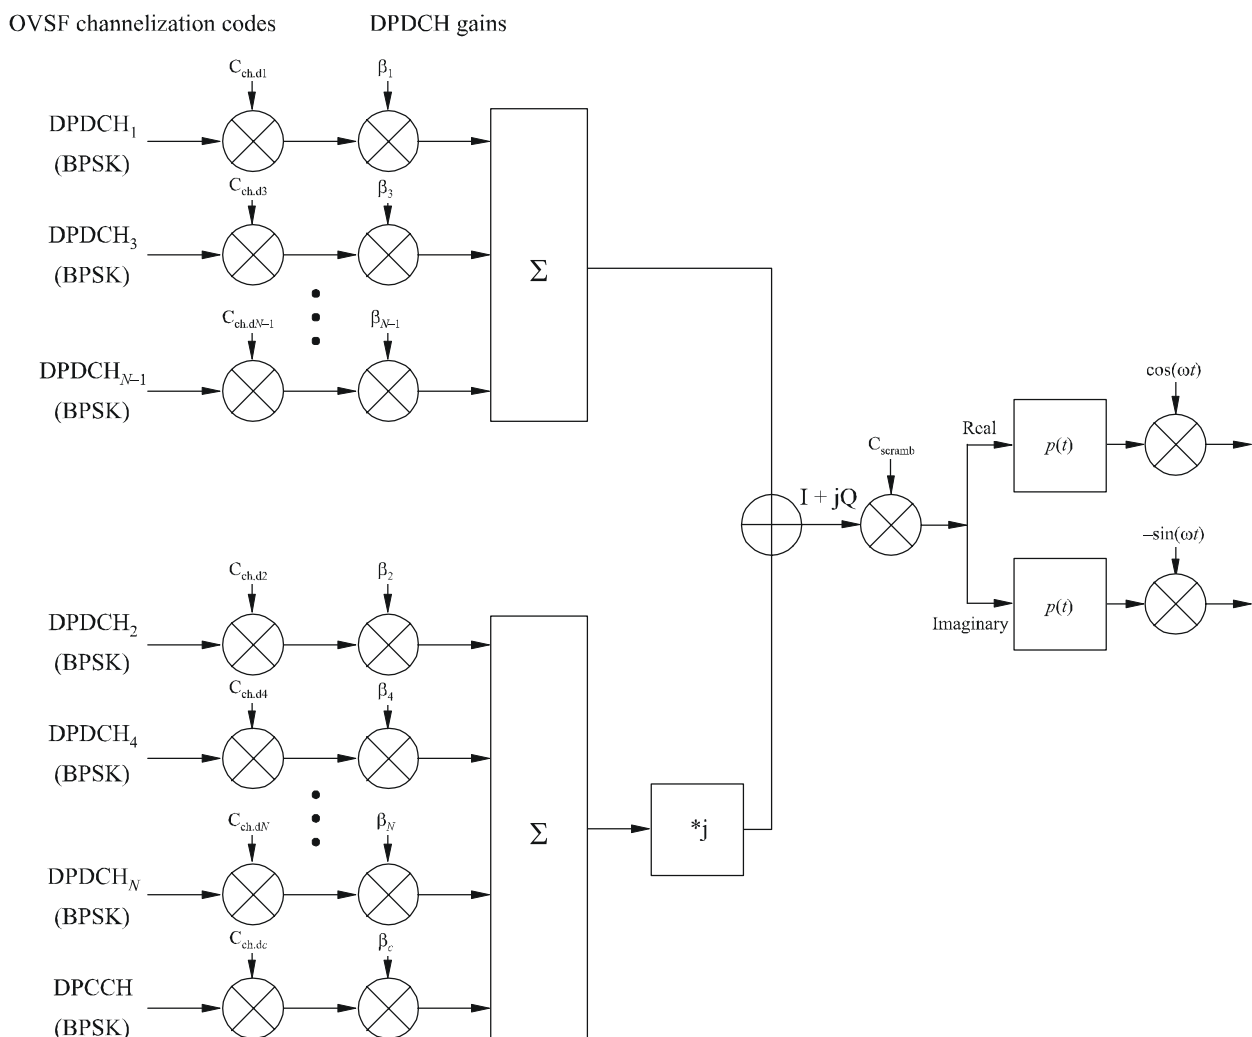 OVSF channelization codes DPDCH gains
C_ch.d1 β_1
DPDCH_1
(BPSK)
C_ch.d3 β_3
DPDCH_3
(BPSK)
Σ
C_ch.dN–1 β_N–1
DPDCH_N–1
(BPSK)
cos(ωt)
Real
p(t)
C_scramb
I + jQ
–sin(ωt)
p(t)
Imaginary
C_ch.d2 β_2
DPDCH_2
(BPSK)
C_ch.d4 β_4
DPDCH_4
(BPSK)
C_ch.dN β_N
Σ
*j
DPDCH_N
(BPSK)
C_ch.dc β_c
DPCCH
(BPSK)